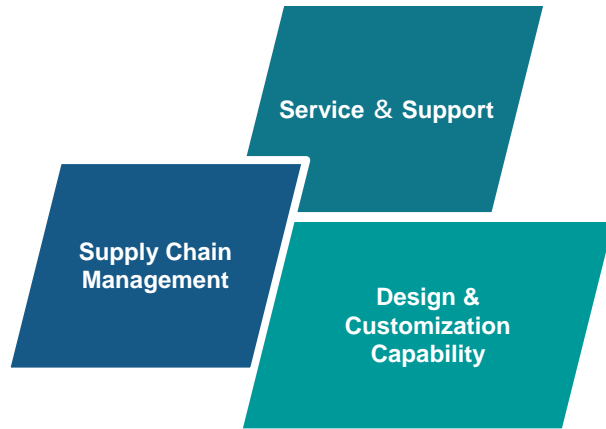 Service & Support
Supply Chain
Management
Design &
Customization
Capability